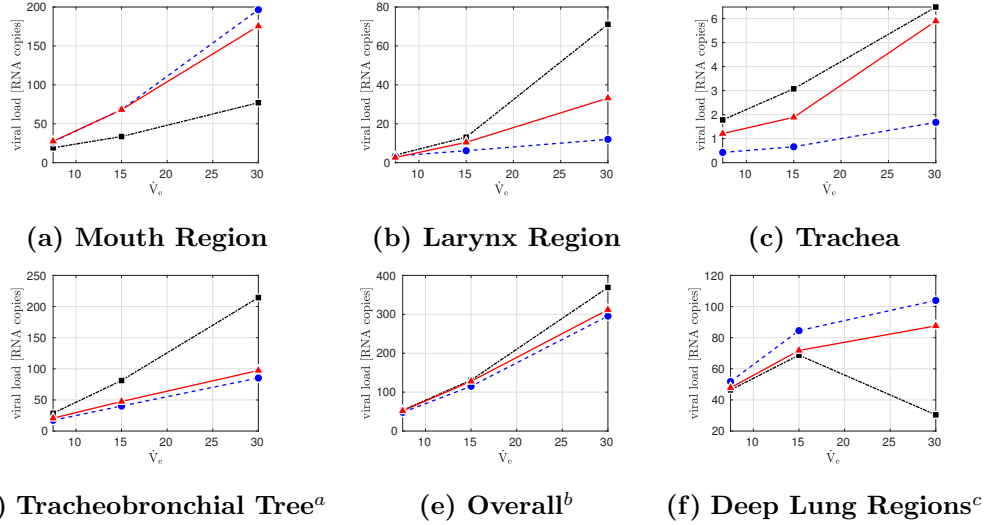 200
150
100
50
0
viral load [RNA copies]
10 15 20 25 30
V̇e
(a) Mouth Region
80
60
40
20
0
viral load [RNA copies]
10 15 20 25 30
V̇e
(b) Larynx Region
6
5
4
3
2
1
0
viral load [RNA copies]
10 15 20 25 30
V̇e
(c) Trachea
250
200
150
100
50
0
viral load [RNA copies]
10 15 20 25 30
V̇e
) Tracheobronchial Treeᵃ
400
300
200
100
0
viral load [RNA copies]
10 15 20 25 30
V̇e
(e) Overallᵇ
120
100
80
60
40
20
viral load [RNA copies]
10 15 20 25 30
V̇e
(f) Deep Lung Regionsᶜ